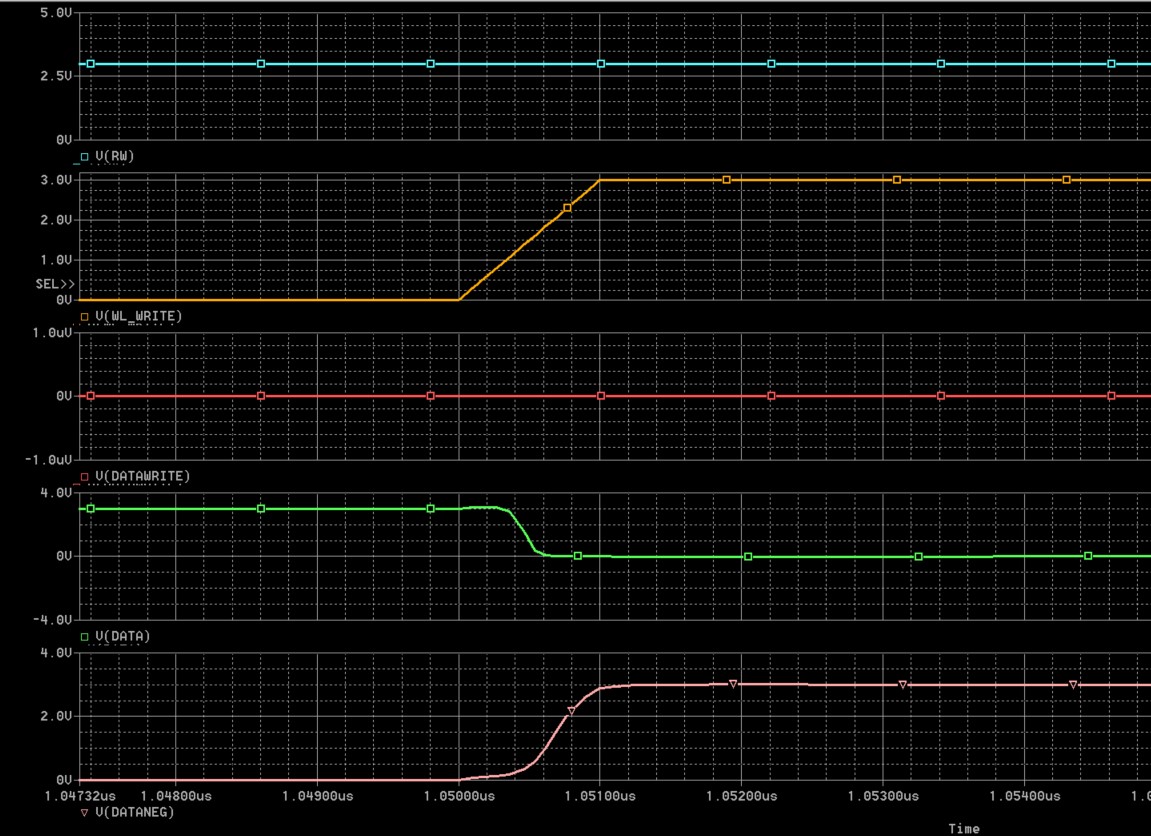 5.0V
2.5V
0V
V(RW)
3.0V
2.0V
1.0V
SEL>>
0V
V(WL_WRITE)
1.0uV
0V
-1.0uV
V(DATAWRITE)
4.0V
0V
-4.0V
V(DATA)
4.0V
2.0V
0V
1.04732us 1.04800us 1.04900us 1.05000us 1.05100us 1.05200us 1.05300us 1.05400us
V(DATANEG)
Time